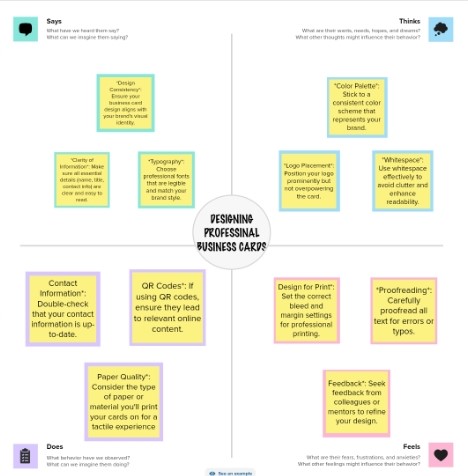 Says
What have we heard them say?
What can we imagine them saying?
Thinks
What are their wants, needs, hopes, and dreams?
What other thoughts might influence their behavior?
"Design
Consistency":
Ensure your
business card
design aligns with
your brand's visual
identity.
"Clarity of
Information": Make
sure all essential
details (name, title,
contact info) are
clear and easy to
read.
"Typography":
Choose
professional fonts
that are legible
and match your
brand style.
"Color Palette":
Stick to a
consistent color
scheme that
represents your
brand.
"Logo Placement":
Position your logo
prominently but
not overpowering
the card.
"Whitespace":
Use whitespace
effectively to
avoid clutter and
enhance
readability.
DESIGNING
PROFESSINAL
BUSINESS CARDS
Contact
Information":
Double-check
that your contact
information is up-
to-date.
QR Codes": If
using QR codes,
ensure they lead
to relevant online
content.
Paper Quality":
Consider the type
of paper or
material you'll print
your cards on for a
tactile experience
Design for Print":
Set the correct
bleed and
margin settings
for professional
printing.
"Proofreading":
Carefully
proofread all
text for errors or
typos.
Feedback": Seek
feedback from
colleagues or
mentors to refine
your design.
Does
What behavior have we observed?
What can we imagine them doing?
Feels
What are their fears, frustrations, and anxieties?
What other feelings might influence their behavior?
See an example